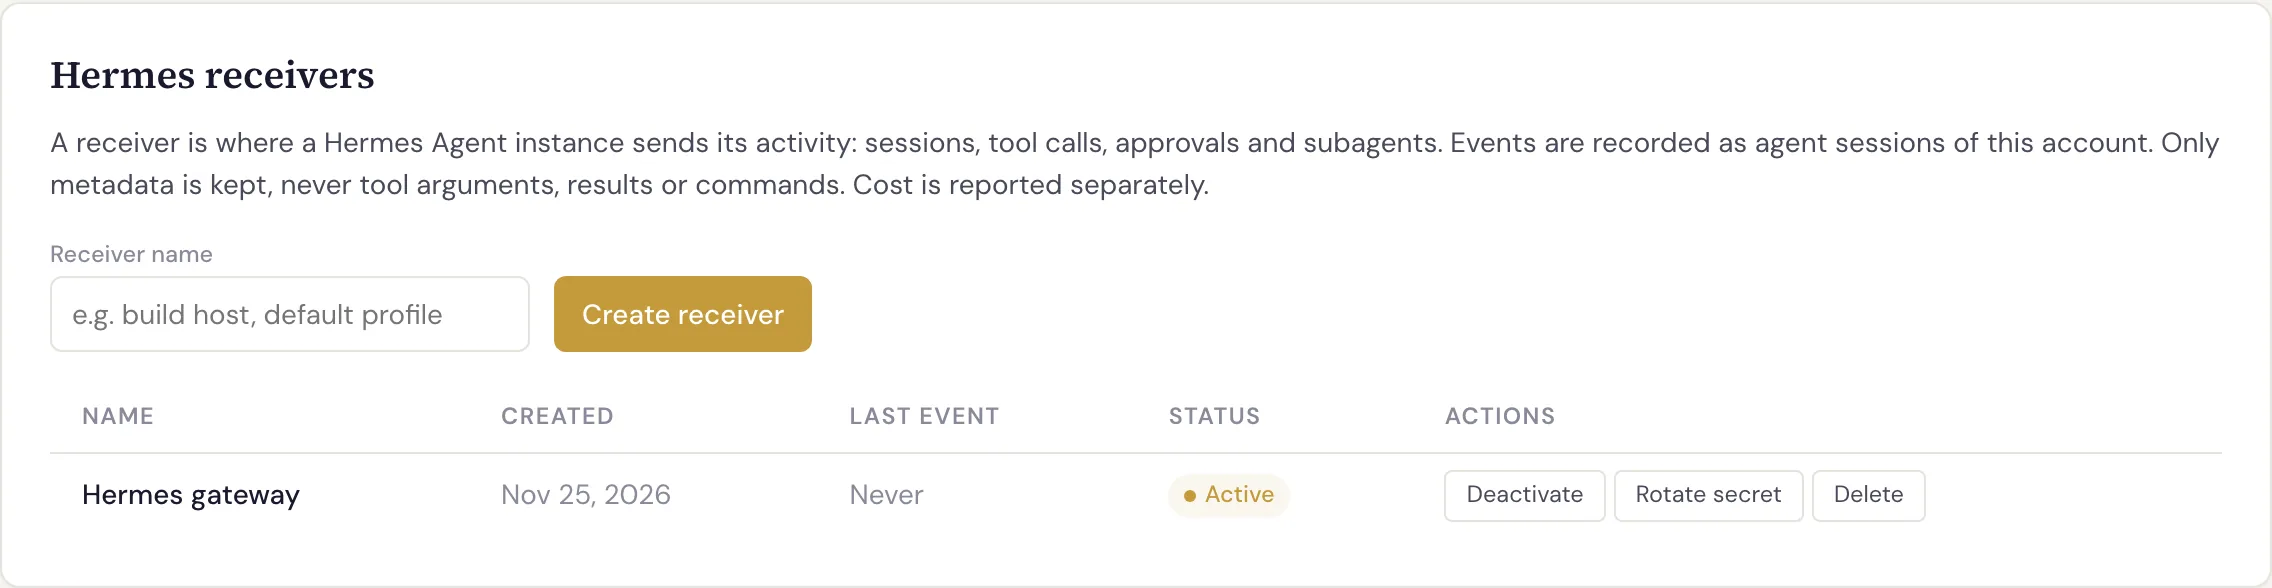 Hermes receivers
A receiver is where a Hermes Agent instance sends its activity: sessions, tool calls, approvals and subagents. Events are recorded as agent sessions of this account. Only
metadata is kept, never tool arguments, results or commands. Cost is reported separately.
Receiver name
e.g. build host, default profile
Create receiver
NAME CREATED LAST EVENT STATUS ACTIONS
Hermes gateway Nov 25, 2026 Never Active Deactivate Rotate secret Delete